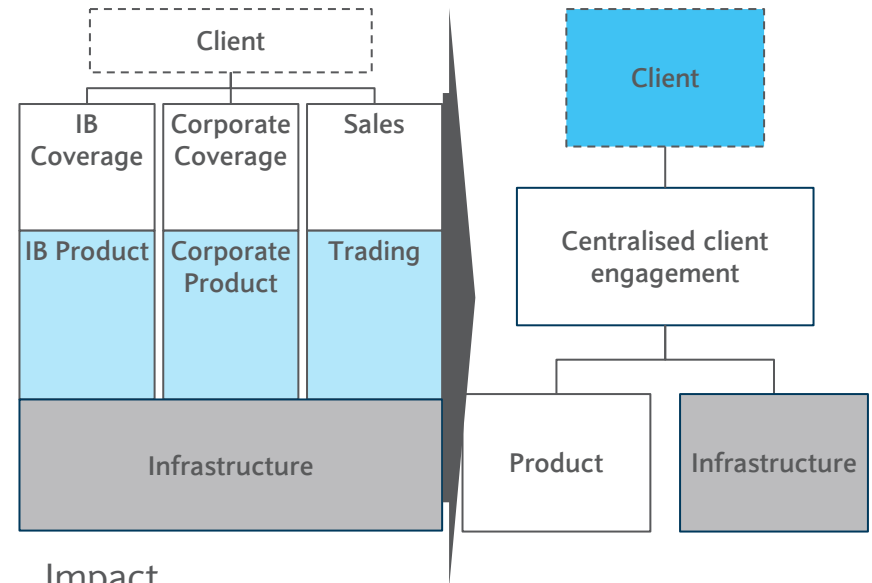 Client
IB
Coverage
Corporate
Coverage
Sales
IB Product
Corporate
Product
Trading
Infrastructure
Client
Centralised client
engagement
Product
Infrastructure
Impact